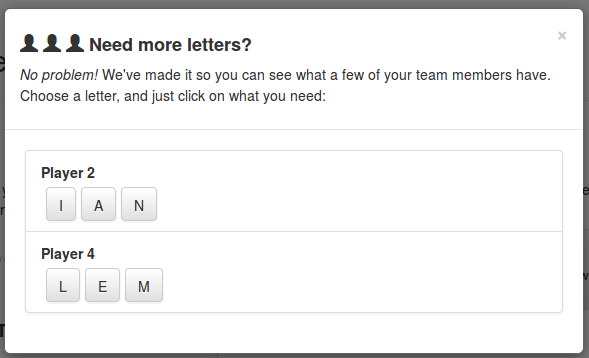 Need more letters?
×
No problem! We've made it so you can see what a few of your team members have.
Choose a letter, and just click on what you need:
Player 2
I A N
Player 4
L E M